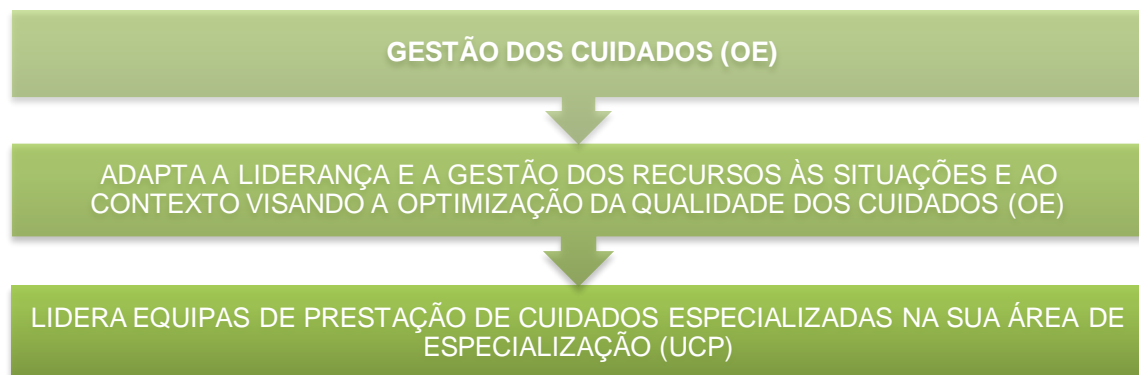 GESTÃO DOS CUIDADOS (OE)
ADAPTA A LIDERANÇA E A GESTÃO DOS RECURSOS ÀS SITUAÇÕES E AO
CONTEXTO VISANDO A OPTIMIZAÇÃO DA QUALIDADE DOS CUIDADOS (OE)
LIDERA EQUIPAS DE PRESTAÇÃO DE CUIDADOS ESPECIALIZADAS NA SUA ÁREA DE
ESPECIALIZAÇÃO (UCP)